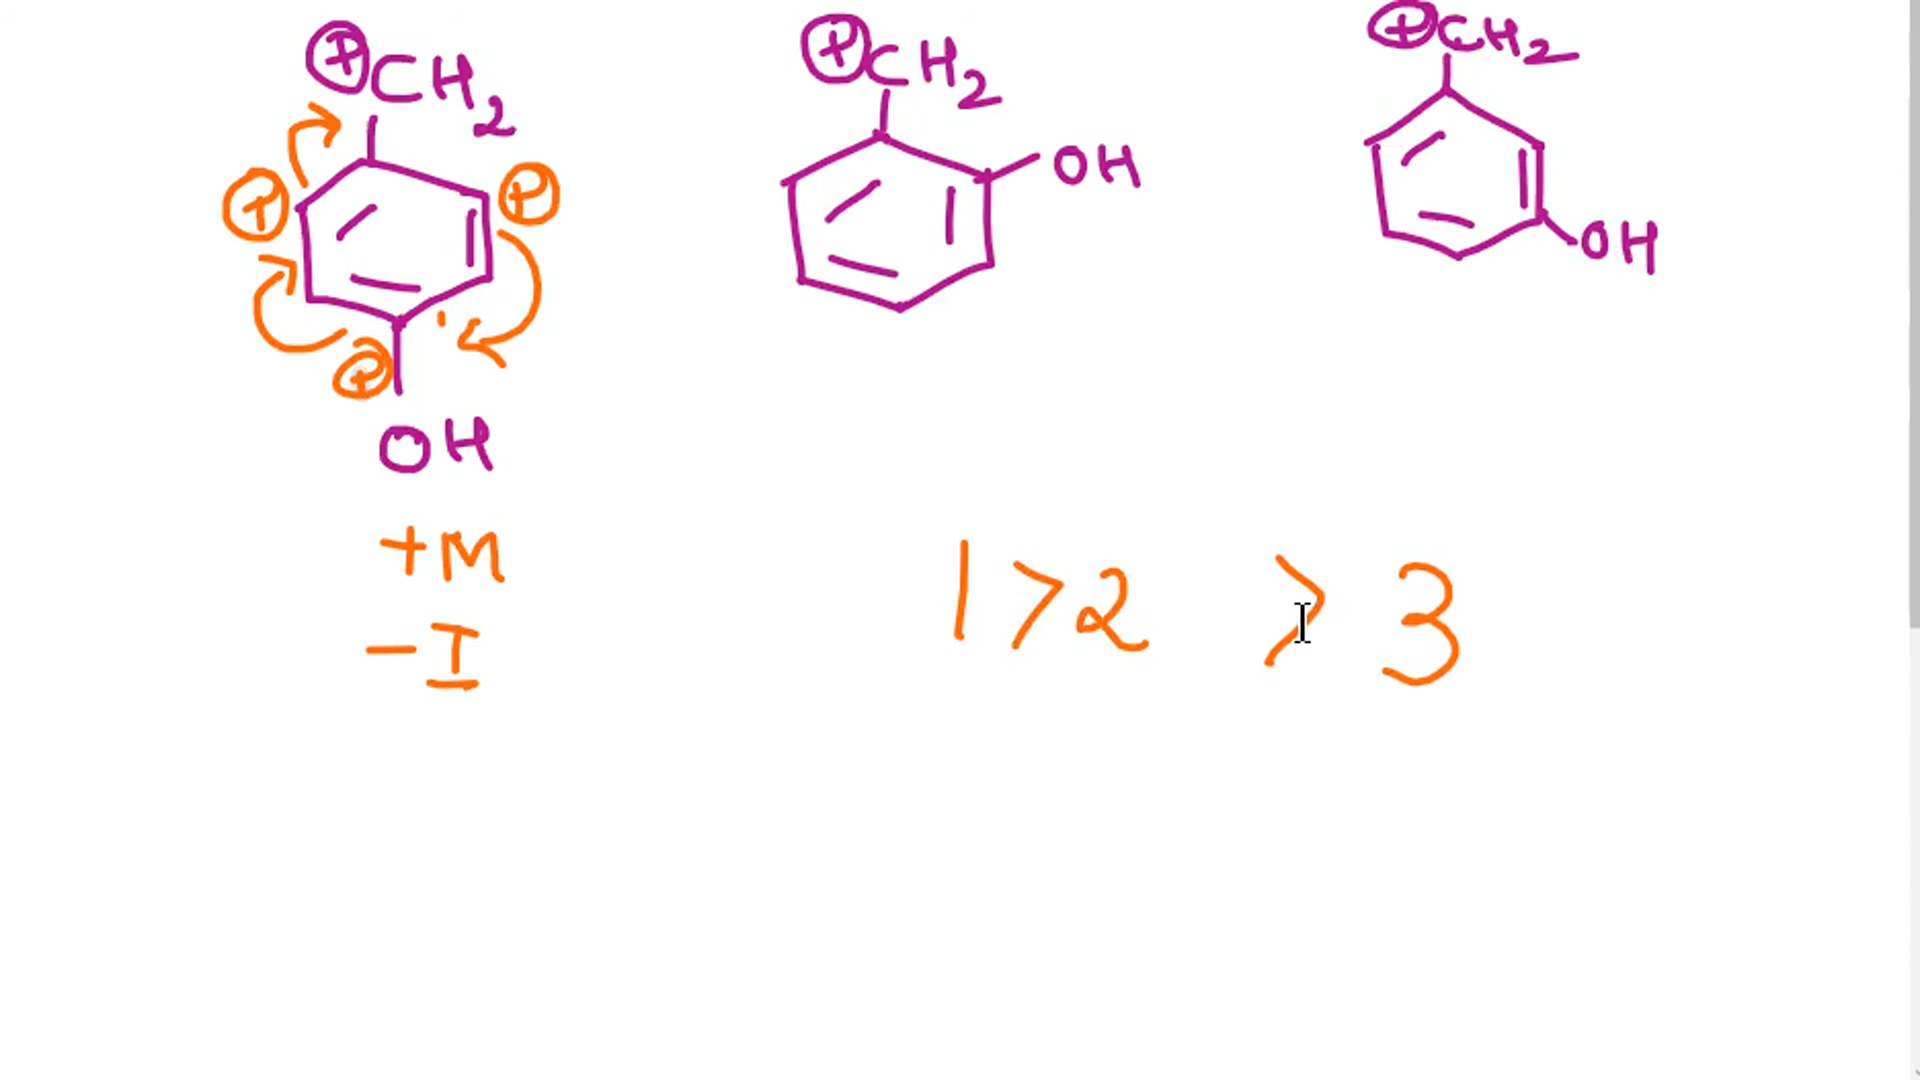 ⊕CH2
⊕ ⊕
⊕
OH
+M
-I
⊕CH2
OH
⊕CH2
OH
1 > 2 > 3